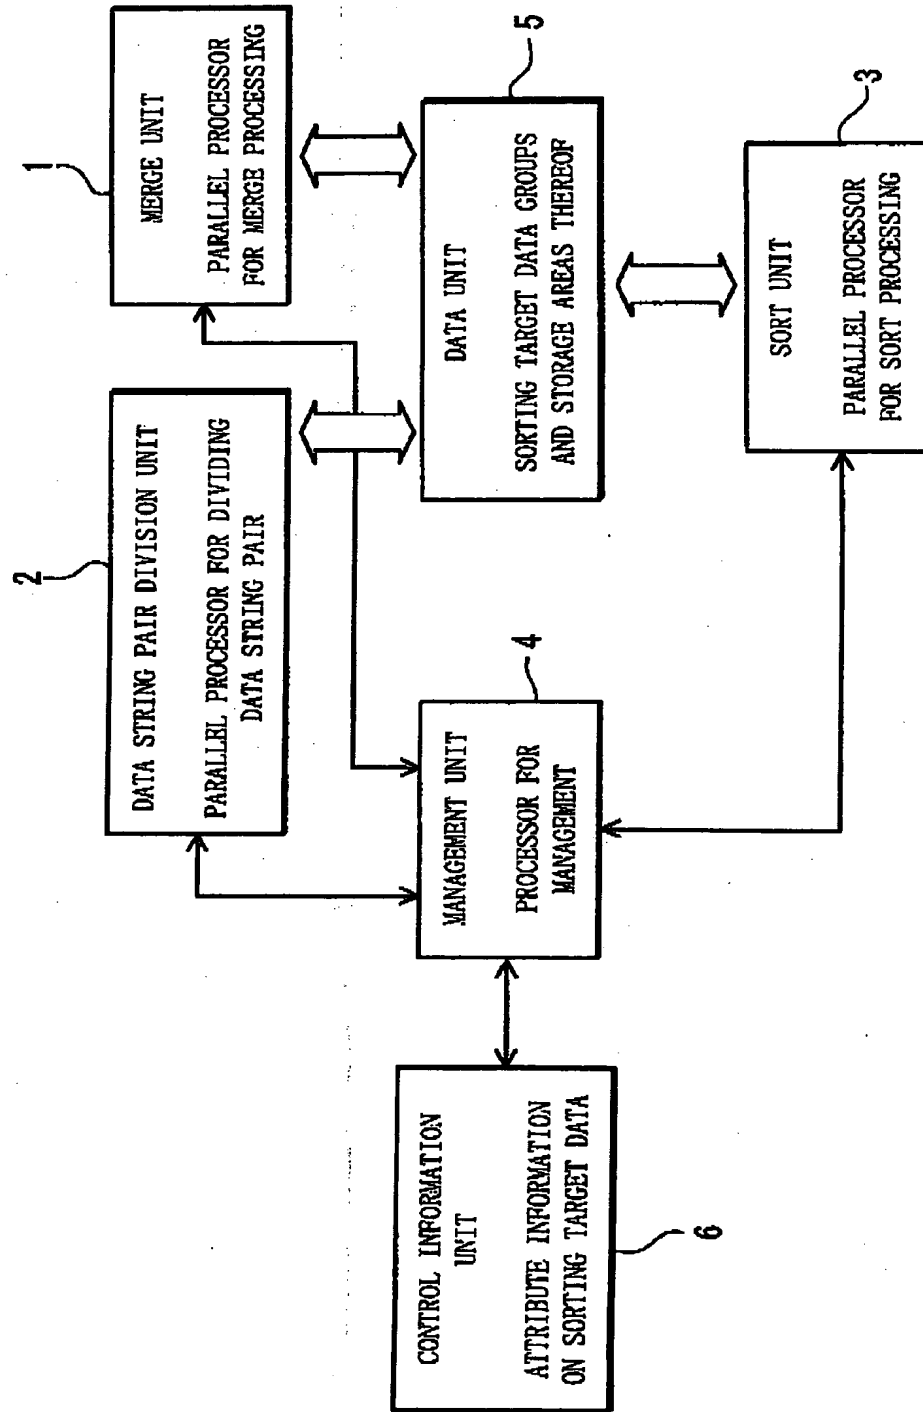 2
DATA STRING PAIR DIVISION UNIT
PARALLEL PROCESSOR FOR DIVIDING
DATA STRING PAIR
1
MERGE UNIT
PARALLEL PROCESSOR
FOR MERGE PROCESSING
CONTROL INFORMATION
UNIT
ATTRIBUTE INFORMATION
ON SORTING TARGET DATA
6
MANAGEMENT UNIT
PROCESSOR FOR
MANAGEMENT
4
DATA UNIT
SORTING TARGET DATA GROUPS
AND STORAGE AREAS THEREOF
5
SORT UNIT
PARALLEL PROCESSOR
FOR SORT PROCESSING
3